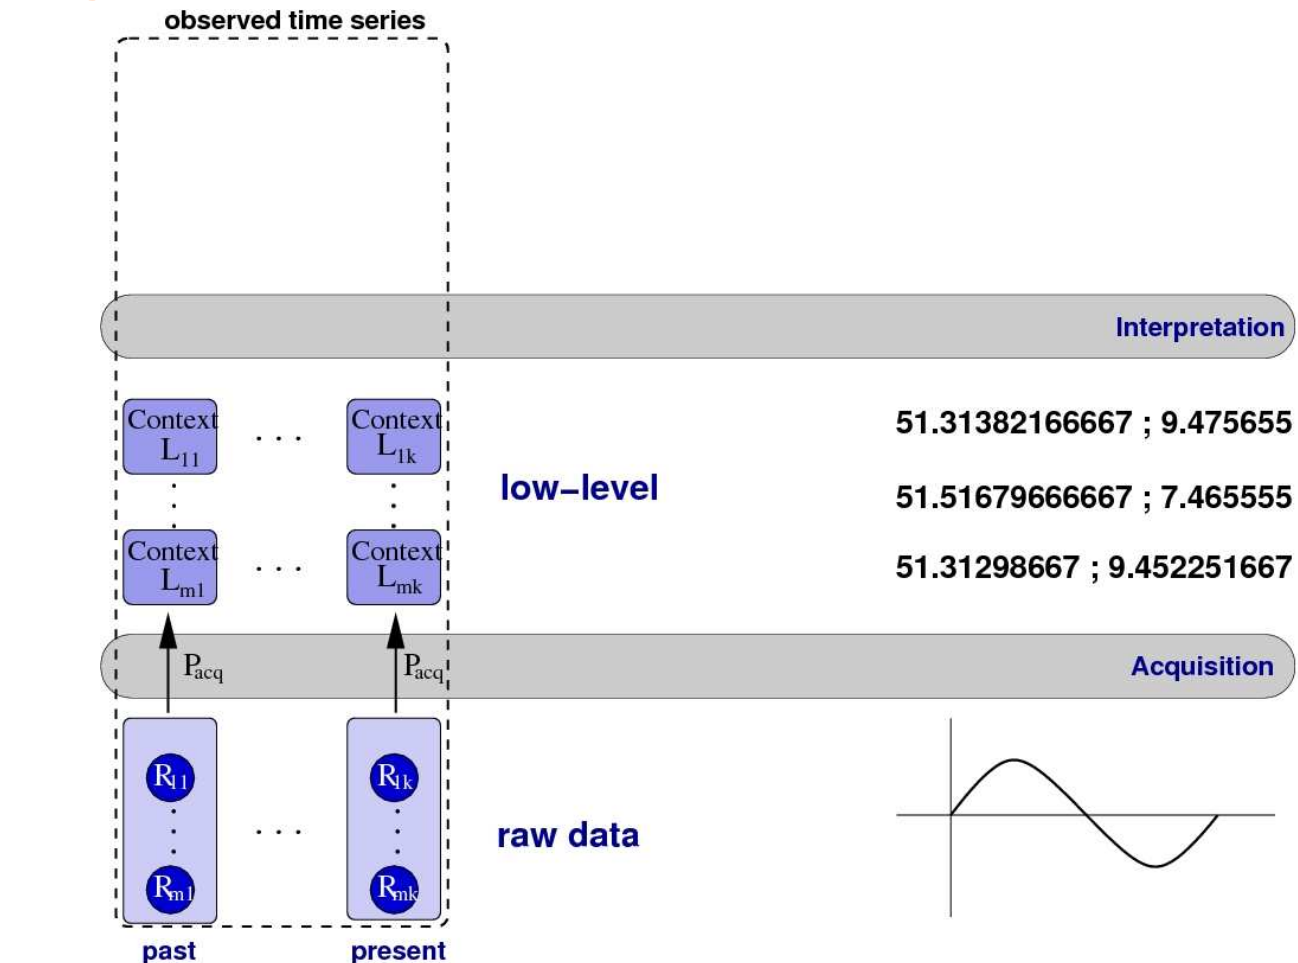 observed time series
Interpretation
Context Context
L11 . . . L1k
51.31382166667 ; 9.475655
low–level
51.51679666667 ; 7.465555
Context Context
Lm1 . . . Lmk
51.31298667 ; 9.452251667
Pacq Pacq
Acquisition
R11 R1k
. . .
raw data
Rm1 Rmk
past present